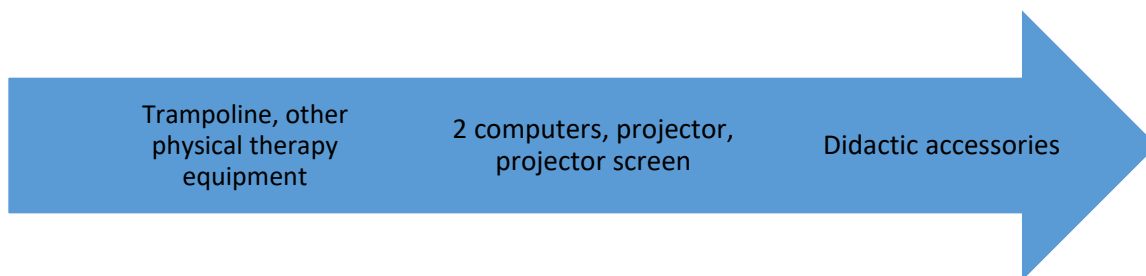 Trampoline, other
physical therapy
equipment
2 computers, projector,
projector screen
Didactic accessories